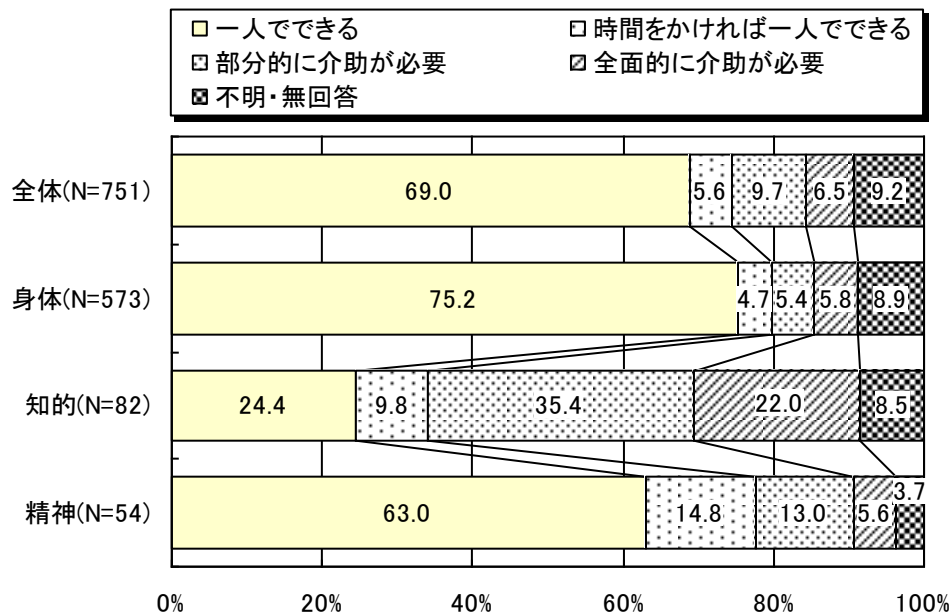 一人でできる 時間をかければ一人でできる
部分的に介助が必要 全面的に介助が必要
不明・無回答
全体(N=751) 69.0 5.6 9.7 6.5 9.2
身体(N=573) 75.2 4.7 5.4 5.8 8.9
知的(N=82) 24.4 9.8 35.4 22.0 8.5
精神(N=54) 63.0 14.8 13.0 5.6 3.7
0% 20% 40% 60% 80% 100%